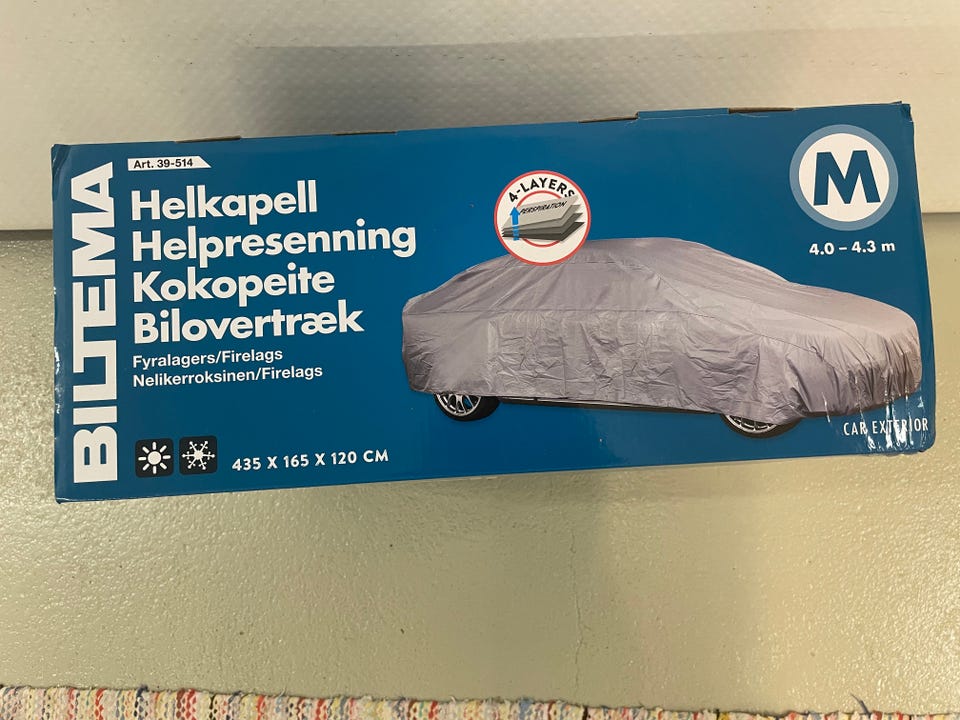 BILTEMA
Art. 39-514
Helkapell
Helpresenning
Kokopeite
Bilovertræk
Fyralagers/Firelags
Nelikerroksinen/Firelags
435 X 165 X 120 CM
4-LAYERS
PERSPIRATION
M
4.0 – 4.3 m
CAR EXTERIOR